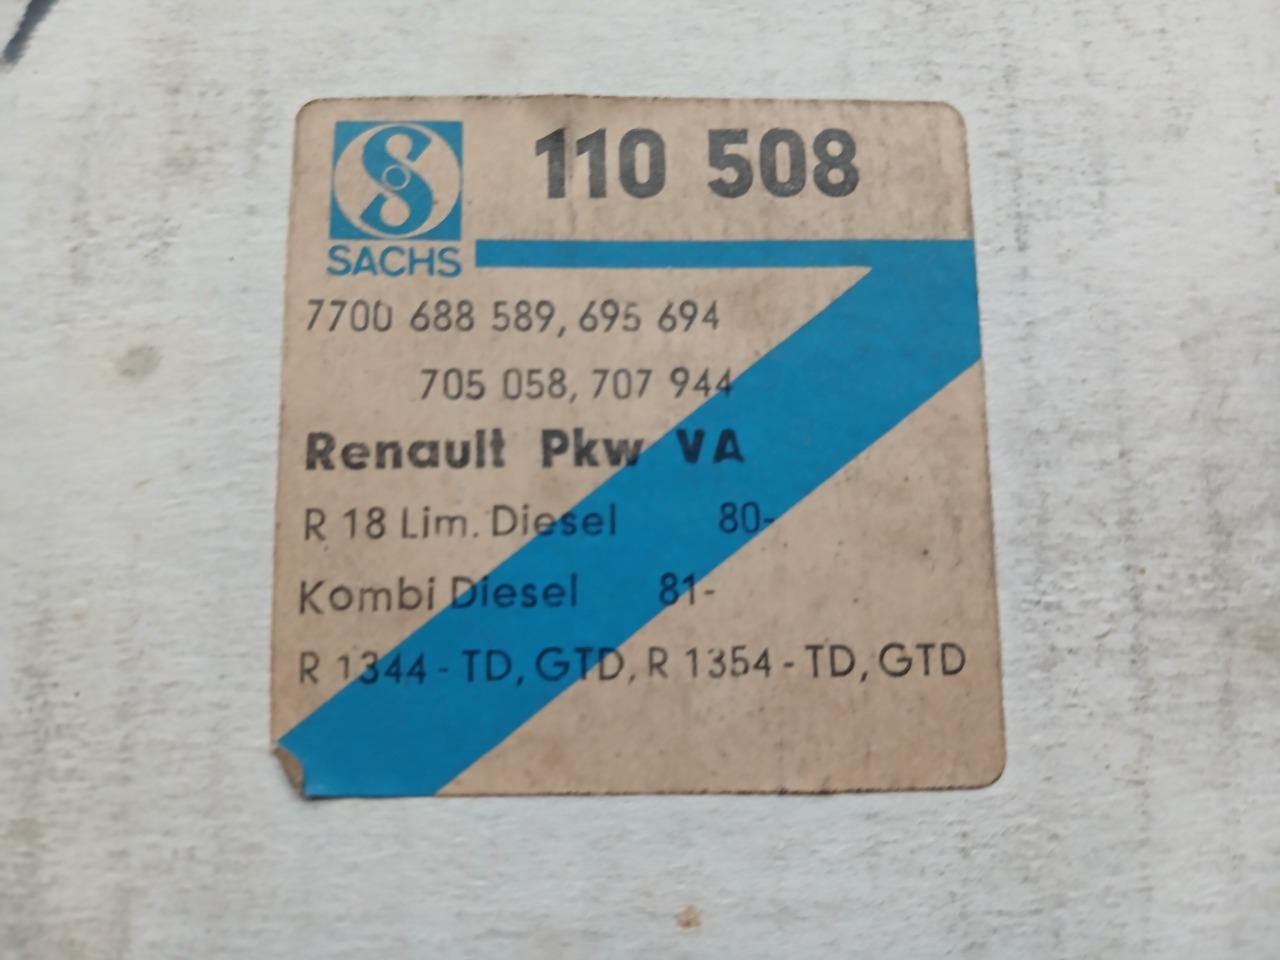 110 508
SACHS
7700 688 589, 695 694
705 058, 707 944
Renault Pkw VA
R 18 Lim. Diesel 80-
Kombi Diesel 81-
R 1344 - TD, GTD, R 1354 - TD, GTD